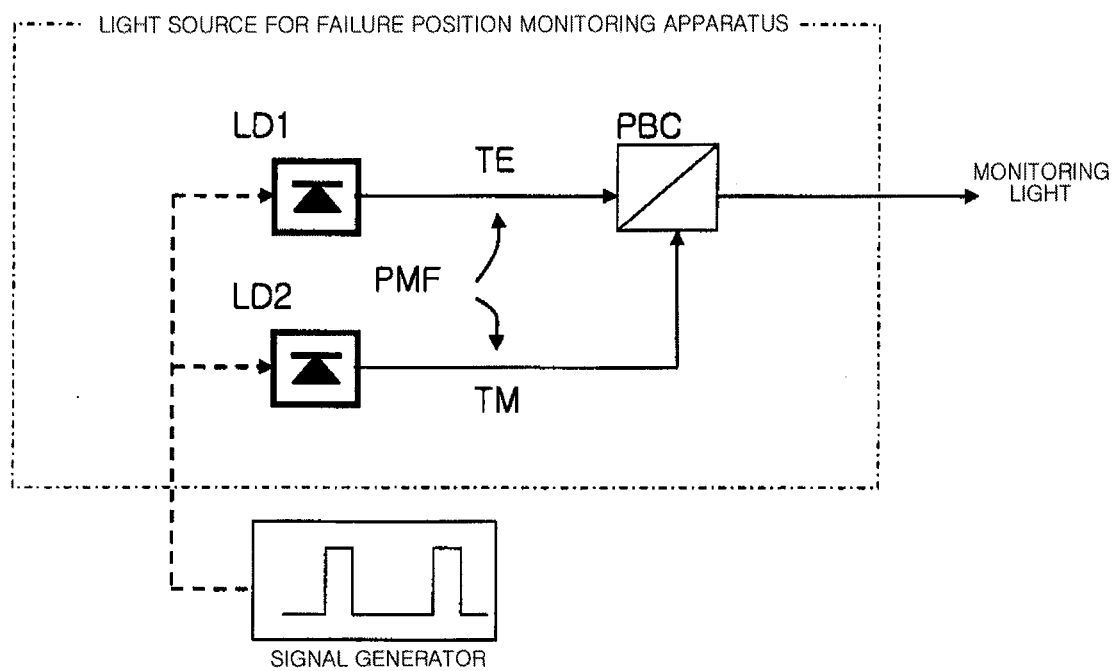 LIGHT SOURCE FOR FAILURE POSITION MONITORING APPARATUS
LD1
TE
PBC
MONITORING
LIGHT
PMF
LD2
TM
SIGNAL GENERATOR